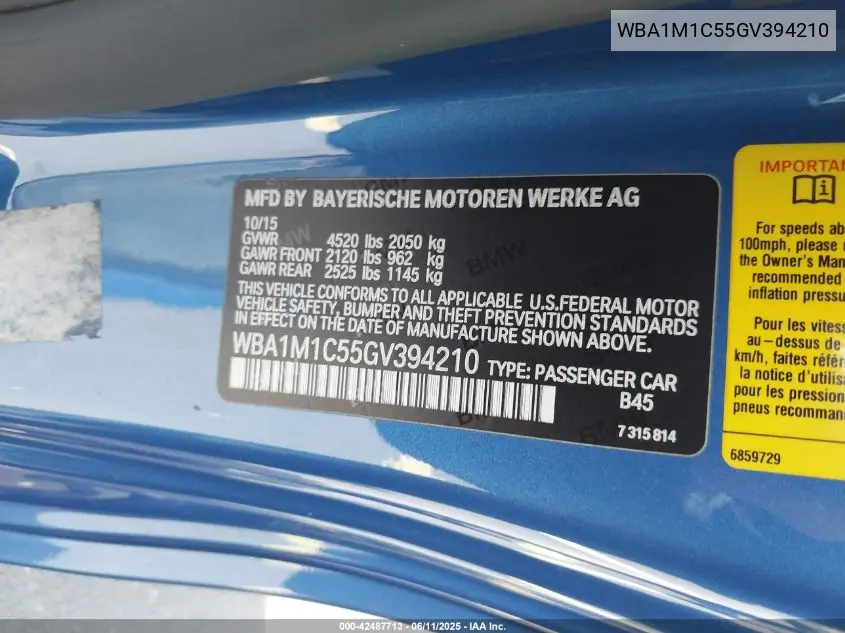 WBA1M1C55GV394210
MFD BY BAYERISCHE MOTOREN WERKE AG
10/15
GVWR 4520 lbs 2050 kg
GAWR FRONT 2120 lbs 962 kg
GAWR REAR 2525 lbs 1145 kg
THIS VEHICLE CONFORMS TO ALL APPLICABLE U.S.FEDERAL MOTOR
VEHICLE SAFETY, BUMPER AND THEFT PREVENTION STANDARDS
IN EFFECT ON THE DATE OF MANUFACTURE SHOWN ABOVE.
WBA1M1C55GV394210 TYPE: PASSENGER CAR
B45
7 315 814
IMPORTAN
For speeds ab
100mph, please
the Owner's Man
recommended
inflation pressu
Pour les vitess
au-dessus de
km/h, faites référ
la notice d'utilis
pour les pression
pneus recomman
6859729
000-42487713 - 06/11/2025 - IAA Inc.